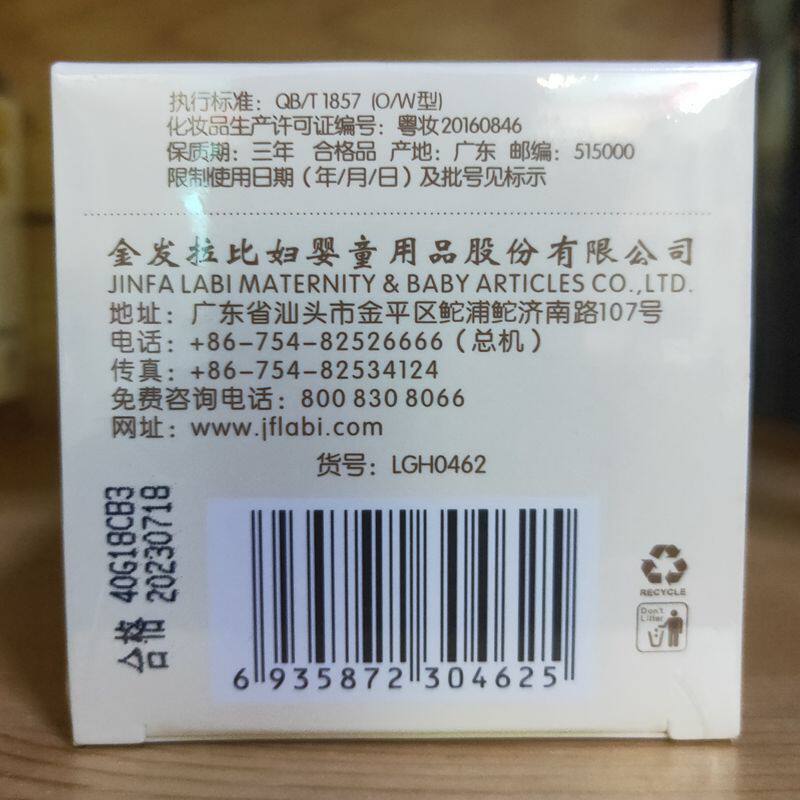 执行标准：QB/T 1857 (O/W型)
化妆品生产许可证编号：粤妆20160846
保质期：三年 合格品 产地：广东 邮编：515000
限制使用日期（年/月/日）及批号见标示
金发拉比妇婴童用品股份有限公司
JINFA LABI MATERNITY & BABY ARTICLES CO.,LTD.
地址：广东省汕头市金平区鮀浦鮀济南路107号
电话：+86-754-82526666（总机）
传真：+86-754-82534124
免费咨询电话：800 830 8066
网址：www.jflabi.com
货号：LGH0462
合格 40G18CB3
20230718
6 935872 304625
RECYCLE
Don't
Litter